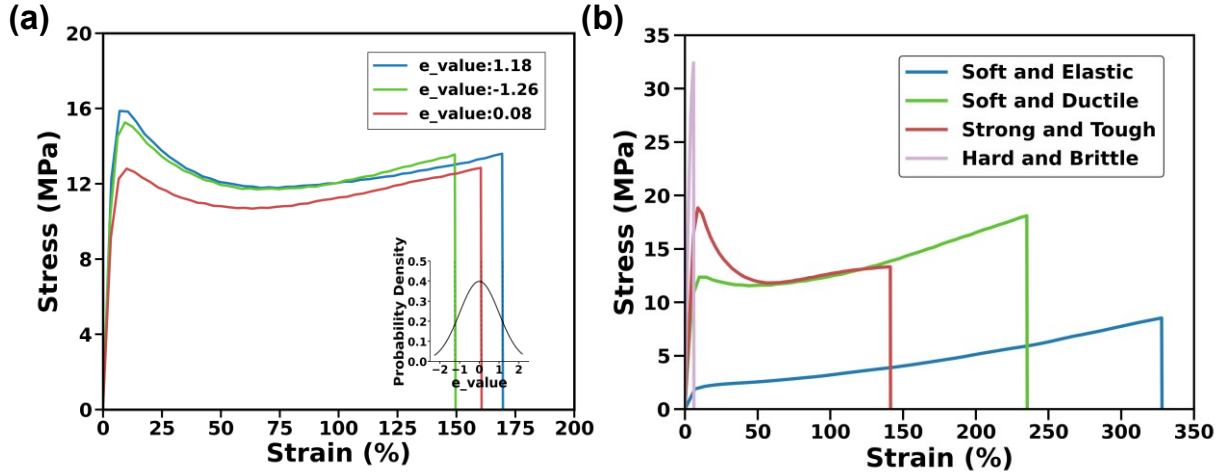 (a)
20
16
12
8
4
0
Stress (MPa)
e_value:1.18
e_value:-1.26
e_value:0.08
0.5
0.4
0.3
0.2
0.1
0.0
Probability Density
−2 −1 0 1 2
e_value
0 25 50 75 100 125 150 175 200
Strain (%)
(b)
35
30
25
20
15
10
5
0
Stress (MPa)
Soft and Elastic
Soft and Ductile
Strong and Tough
Hard and Brittle
0 50 100 150 200 250 300 350
Strain (%)